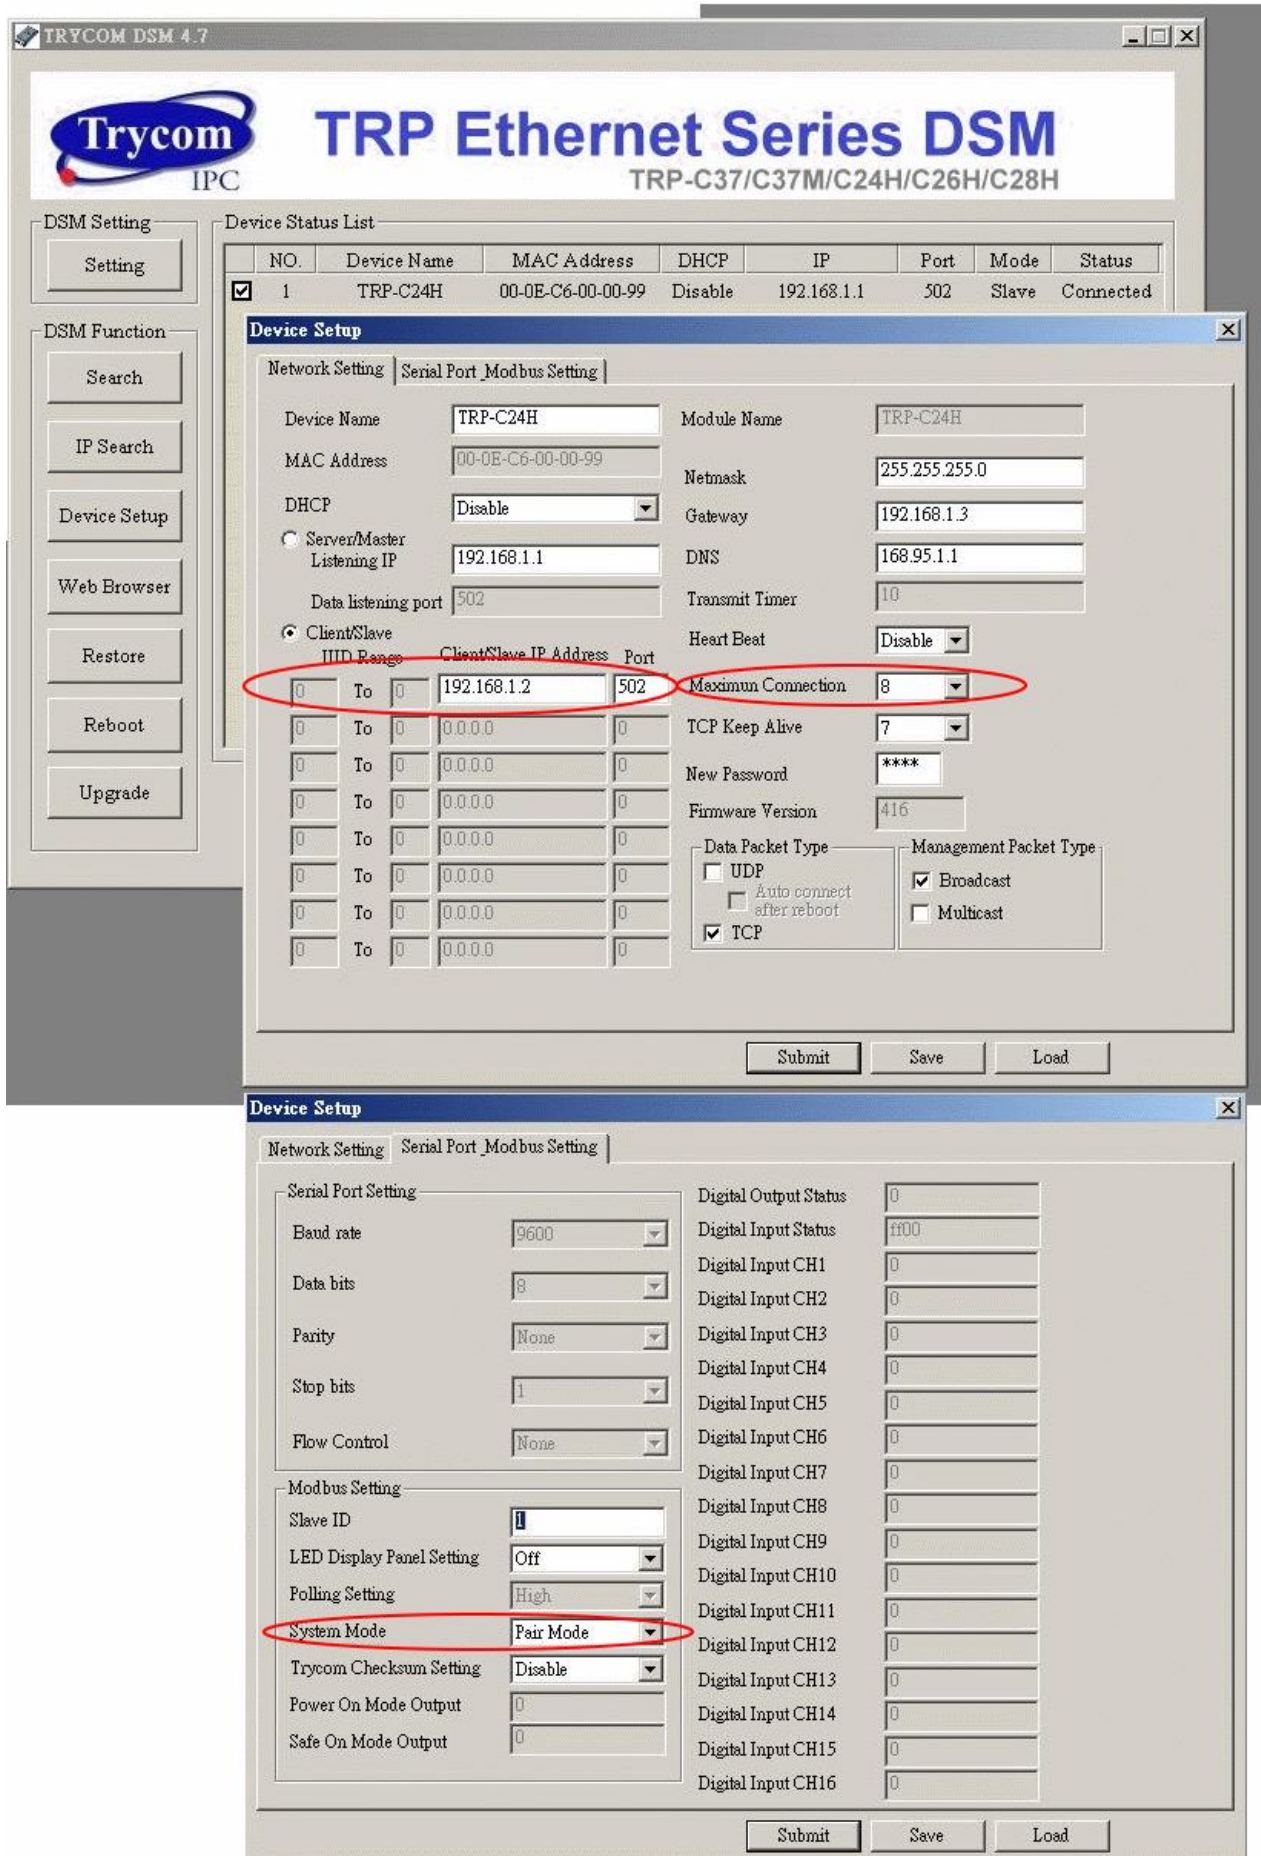 TRYCOM DSM 4.7
Trycom IPC
TRP Ethernet Series DSM
TRP-C37/C37M/C24H/C26H/C28H
DSM Setting
Setting
DSM Function
Search
IP Search
Device Setup
Web Browser
Restore
Reboot
Upgrade
Device Status List
NO. Device Name MAC Address DHCP IP Port Mode Status
1 TRP-C24H 00-0E-C6-00-00-99 Disable 192.168.1.1 502 Slave Connected
Device Setup
Network Setting Serial Port_Modbus Setting
Device Name TRP-C24H
MAC Address 00-0E-C6-00-00-99
DHCP Disable
Server/Master
Listening IP 192.168.1.1
Data listening port 502
Client/Slave
IIID Range Client/Slave IP Address Port
0 To 0 192.168.1.2 502
0 To 0 0.0.0.0 0
0 To 0 0.0.0.0 0
0 To 0 0.0.0.0 0
0 To 0 0.0.0.0 0
0 To 0 0.0.0.0 0
0 To 0 0.0.0.0 0
0 To 0 0.0.0.0 0
Module Name TRP-C24H
Netmask 255.255.255.0
Gateway 192.168.1.3
DNS 168.95.1.1
Transmit Timer 10
Heart Beat Disable
Maximun Connection 8
TCP Keep Alive 7
New Password ****
Firmware Version 416
Data Packet Type
UDP
Auto connect
after reboot
TCP
Management Packet Type
Broadcast
Multicast
Submit Save Load
Device Setup
Network Setting Serial Port_Modbus Setting
Serial Port Setting
Baud rate 9600
Data bits 8
Parity None
Stop bits 1
Flow Control None
Modbus Setting
Slave ID 1
LED Display Panel Setting Off
Polling Setting High
System Mode Pair Mode
Trycom Checksum Setting Disable
Power On Mode Output 0
Safe On Mode Output 0
Digital Output Status 0
Digital Input Status ff00
Digital Input CH1 0
Digital Input CH2 0
Digital Input CH3 0
Digital Input CH4 0
Digital Input CH5 0
Digital Input CH6 0
Digital Input CH7 0
Digital Input CH8 0
Digital Input CH9 0
Digital Input CH10 0
Digital Input CH11 0
Digital Input CH12 0
Digital Input CH13 0
Digital Input CH14 0
Digital Input CH15 0
Digital Input CH16 0
Submit Save Load